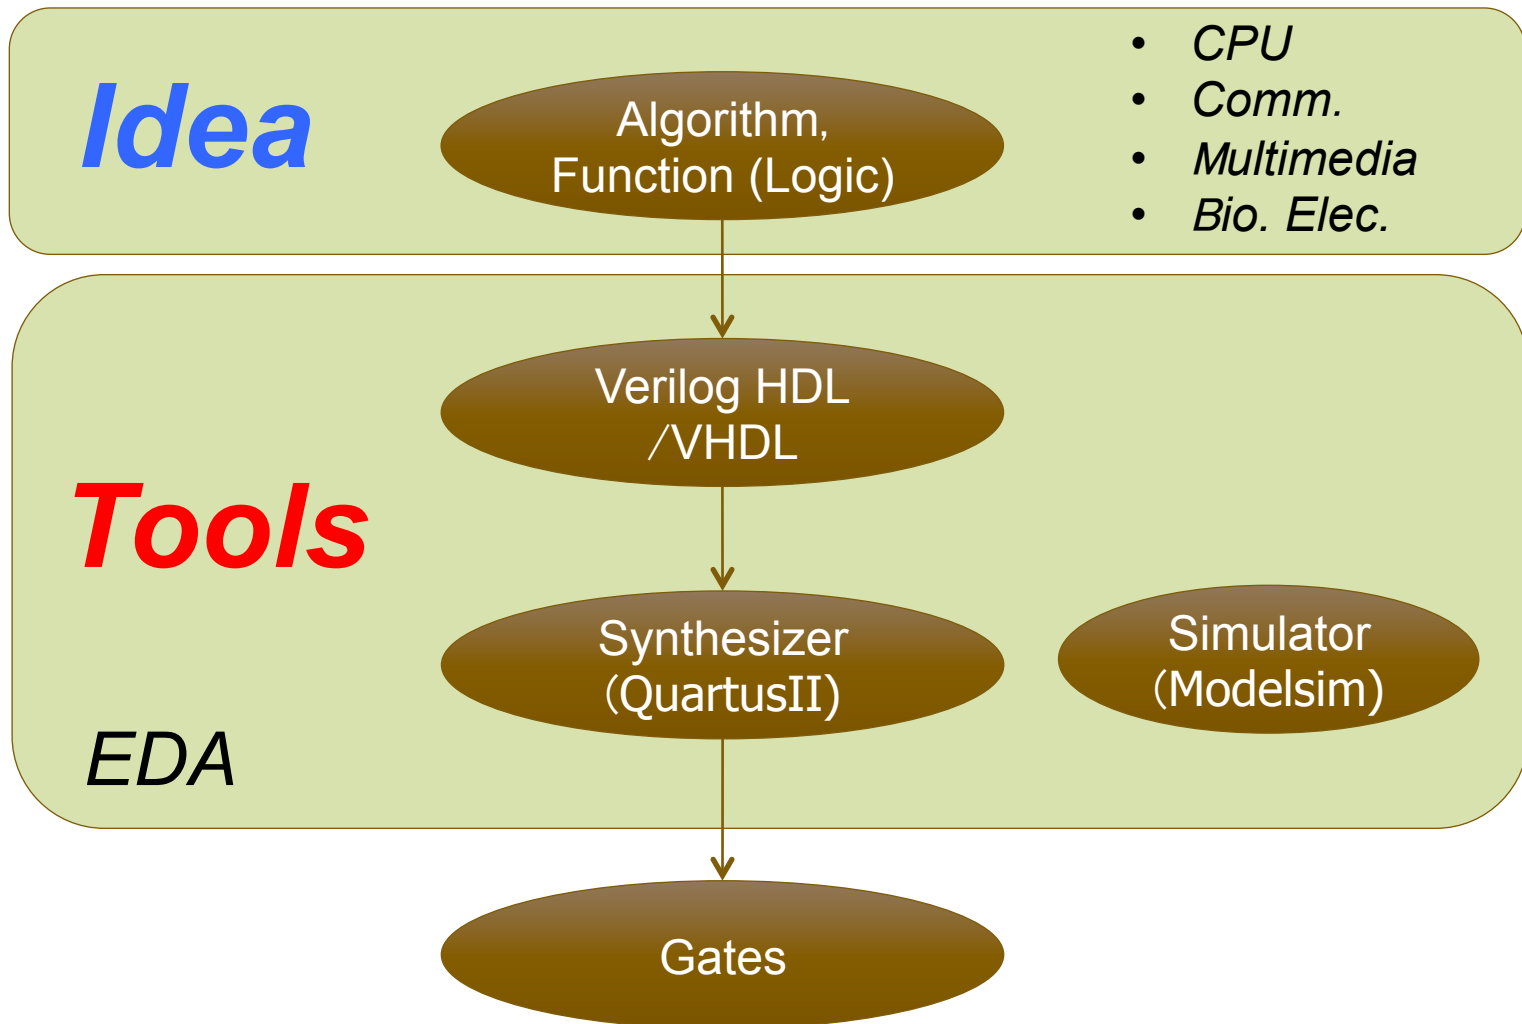 Idea
Algorithm,
Function (Logic)
• CPU
• Comm.
• Multimedia
• Bio. Elec.
Tools
EDA
Verilog HDL
/VHDL
Synthesizer
(QuartusII)
Simulator
(Modelsim)
Gates